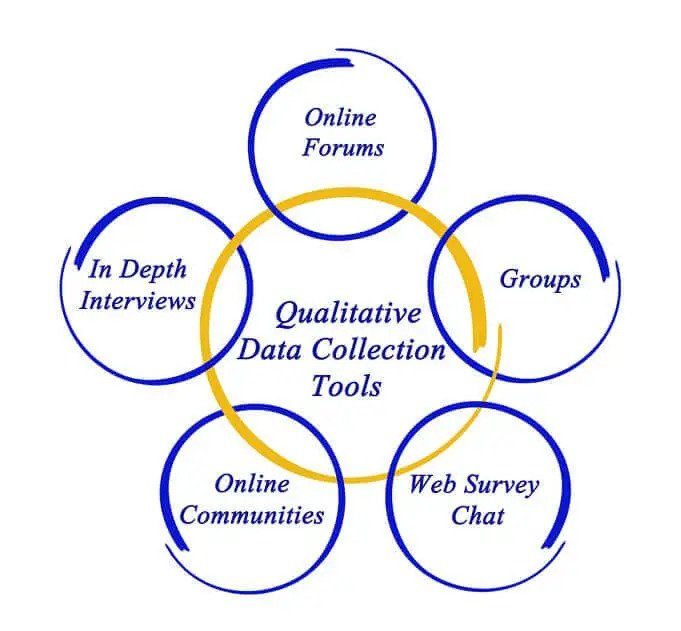 Online
Forums
In Depth
Interviews
Groups
Qualitative
Data Collection
Tools
Online
Communities
Web Survey
Chat